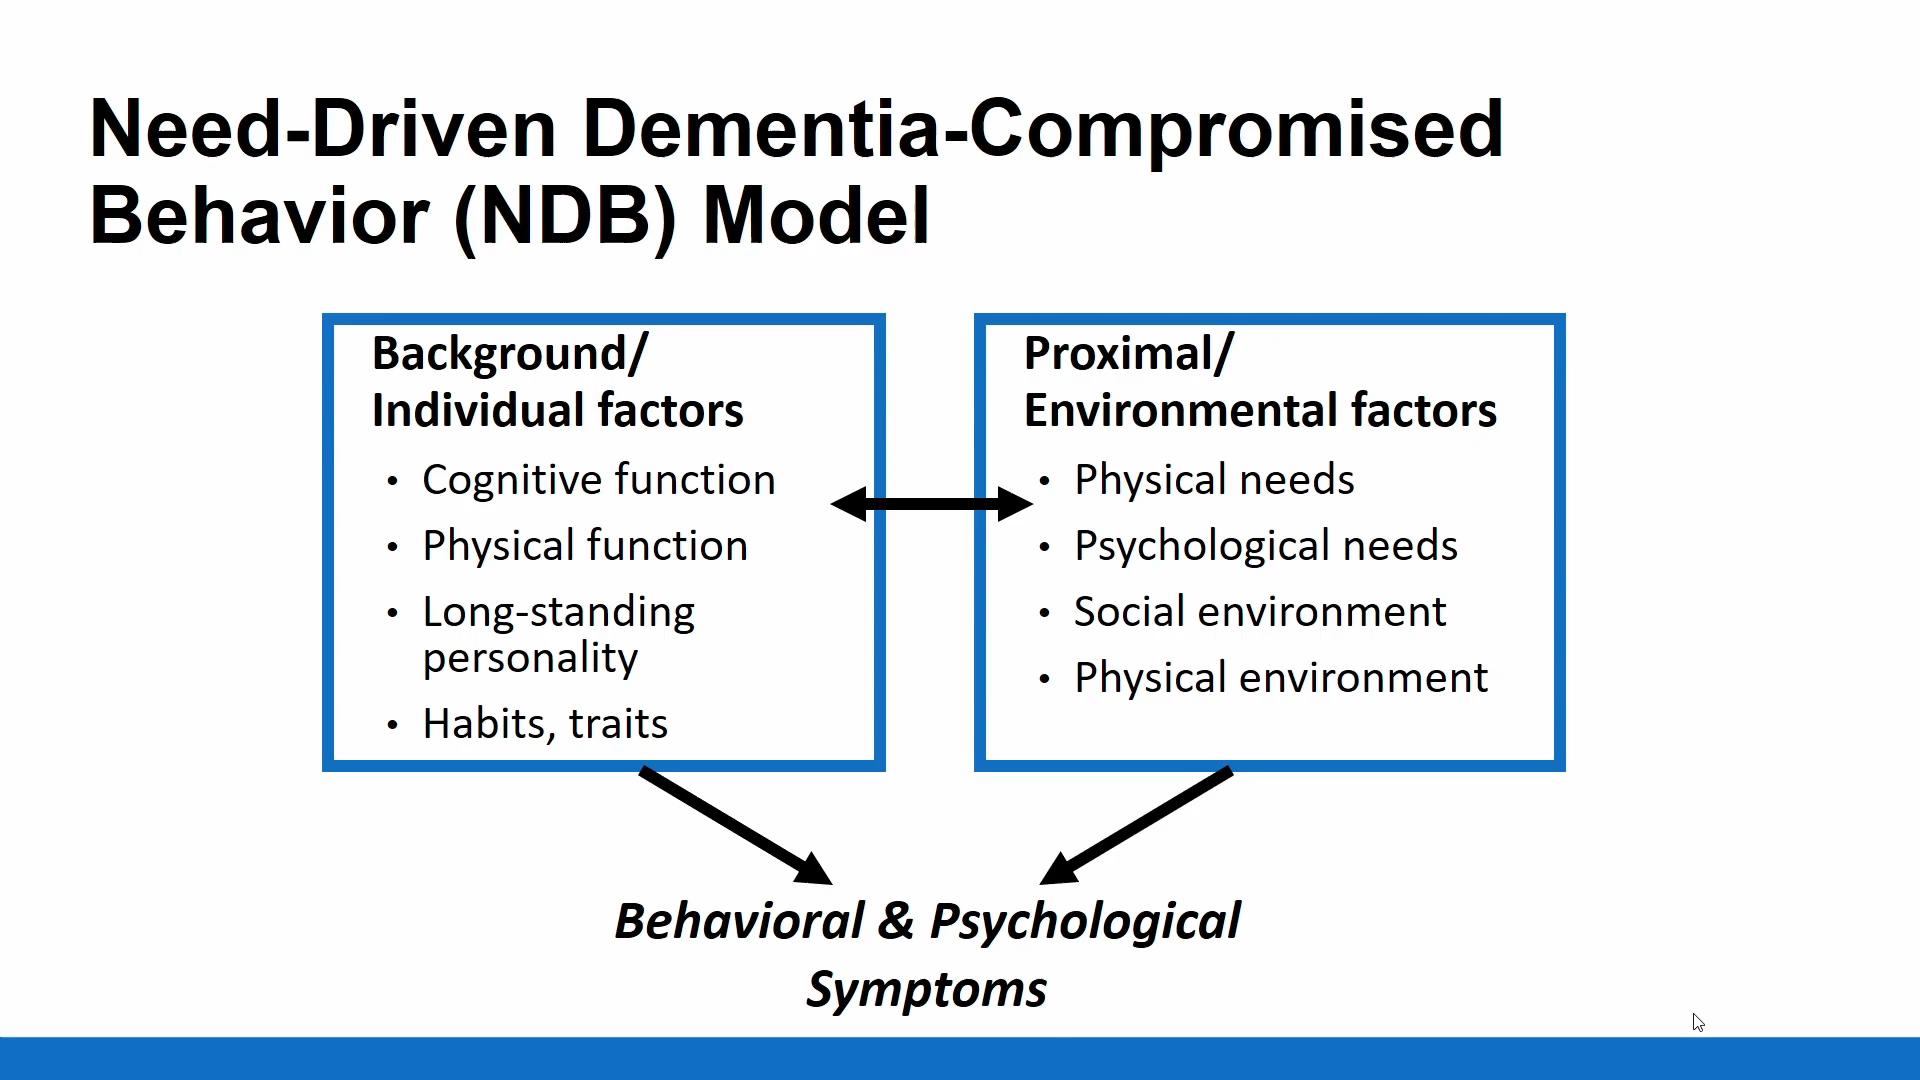 Need-Driven Dementia-Compromised
Behavior (NDB) Model
Background/
Individual factors
• Cognitive function
• Physical function
• Long-standing
personality
• Habits, traits
Proximal/
Environmental factors
• Physical needs
• Psychological needs
• Social environment
• Physical environment
Behavioral & Psychological
Symptoms